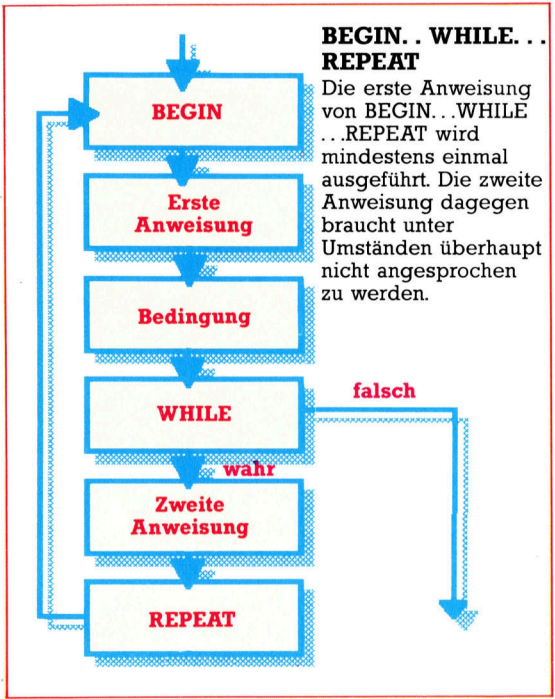 BEGIN. . WHILE. . .
REPEAT
Die erste Anweisung
von BEGIN...WHILE
...REPEAT wird
mindestens einmal
ausgeführt. Die zweite
Anweisung dagegen
braucht unter
Umständen überhaupt
nicht angesprochen
zu werden.
BEGIN
Erste
Anweisung
Bedingung
WHILE
falsch
wahr
Zweite
Anweisung
REPEAT